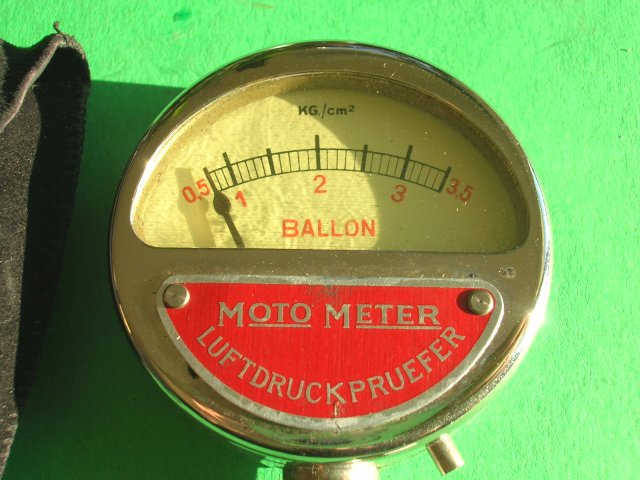 KG./cm²
0,5 1 2 3 3,5
BALLON
MOTO METER
LUFTDRUCKPRUEFER